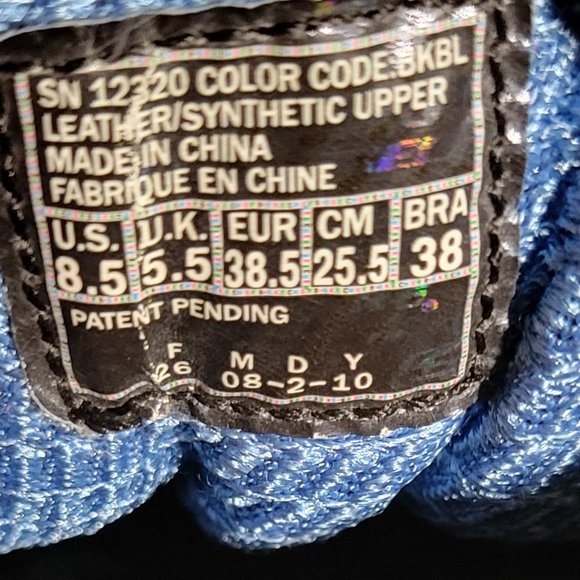 SN 12320 COLOR CODE:BKBL
LEATHER/SYNTHETIC UPPER
MADE IN CHINA
FABRIQUE EN CHINE
U.S. U.K. EUR CM BRA
8.5 5.5 38.5 25.5 38
PATENT PENDING
F M D Y
26 08-2-10